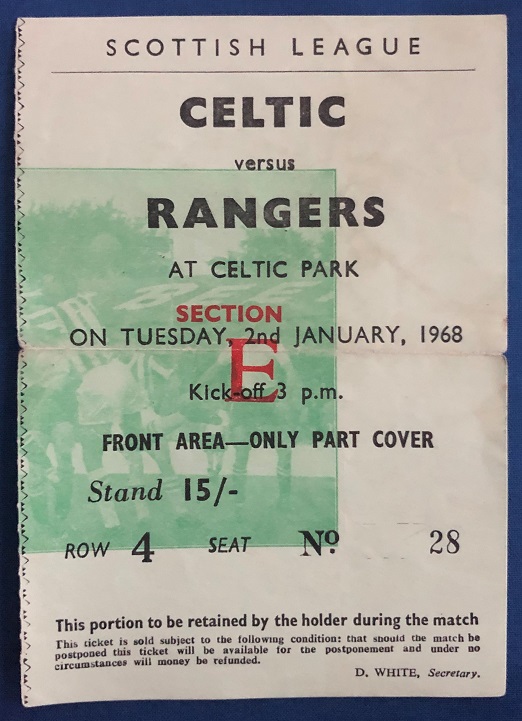 SCOTTISH LEAGUE
CELTIC
versus
RANGERS
AT CELTIC PARK
SECTION
ON TUESDAY, 2nd JANUARY, 1968
E
Kick-off 3 p.m.
FRONT AREA—ONLY PART COVER
Stand 15/-
ROW 4 SEAT Nº 28
This portion to be retained by the holder during the match
This ticket is sold subject to the following condition: that should the match be
postponed this ticket will be available for the postponement and under no
circumstances will money be refunded.
D. WHITE, Secretary.